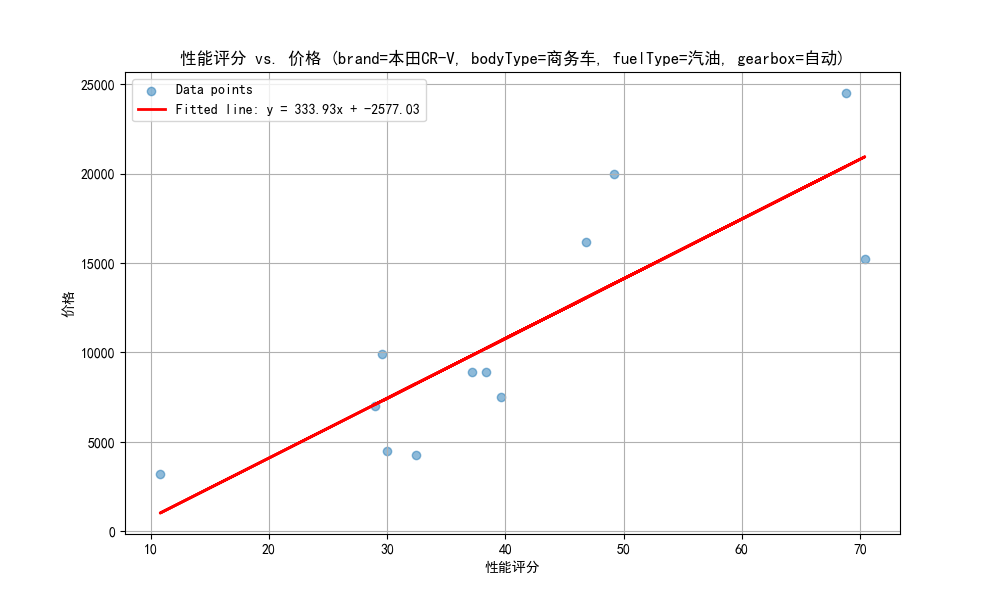 性能评分 vs. 价格 (brand=本田CR-V, bodyType=商务车, fuelType=汽油, gearbox=自动)
Data points
Fitted line: y = 333.93x + -2577.03
25000
20000
15000
10000
5000
0
价格
10 20 30 40 50 60 70
性能评分